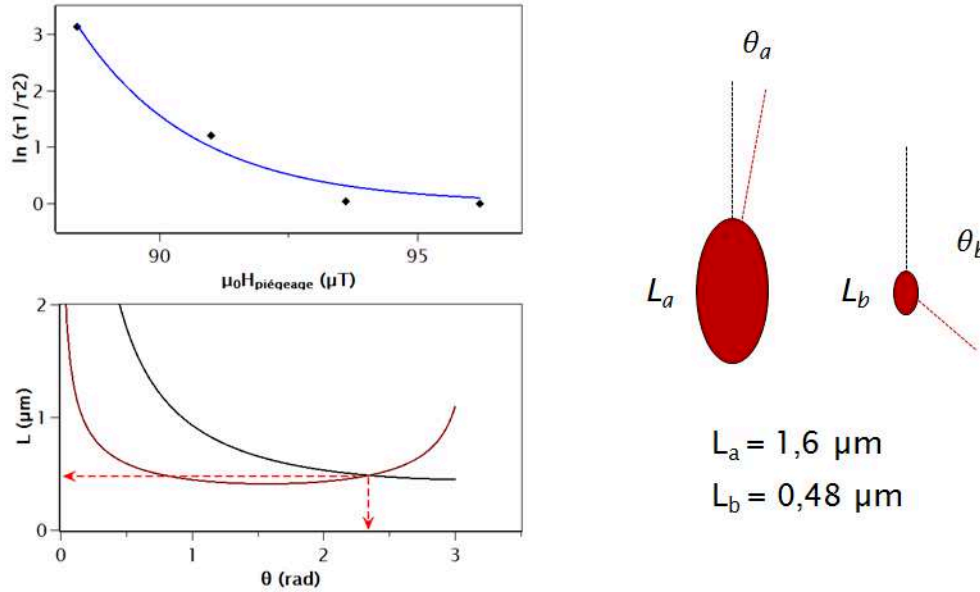 3
2
1
0
ln (τ1/τ2)
90
95
μ₀Hpiégeage (μT)
2
1
0
L (μm)
0
1
2
3
θ (rad)
θa
La
θb
Lb
La = 1,6 μm
Lb = 0,48 μm